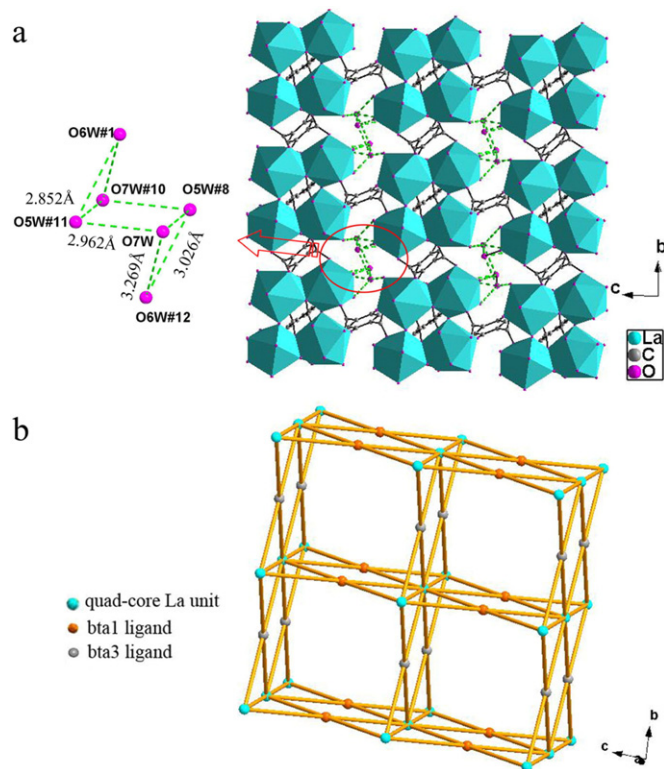 a
O6W#1
O7W#10
O5W#8
2.852Å
O5W#11
2.962Å
O7W
3.269Å
3.026Å
O6W#12
b
c
La
C
O
b
quad-core La unit
bta1 ligand
bta3 ligand
b
c
a